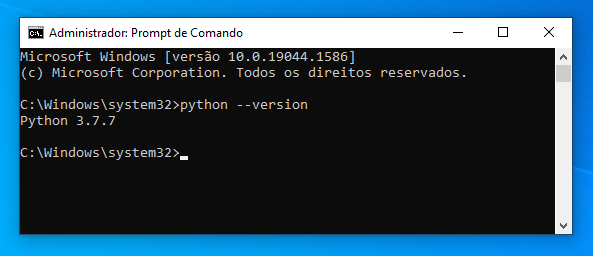 Administrador: Prompt de Comando
Microsoft Windows [versão 10.0.19044.1586]
(c) Microsoft Corporation. Todos os direitos reservados.
C:\Windows\system32>python --version
Python 3.7.7
C:\Windows\system32>